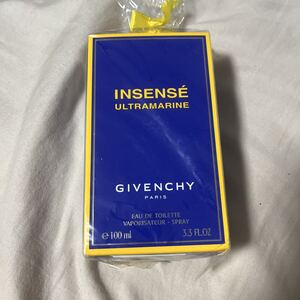 INSENSÉ
ULTRAMARINE
GIVENCHY
PARIS
EAU DE TOILETTE
VAPORISATEUR - SPRAY
℮ 100 ml 3.3 FL.OZ